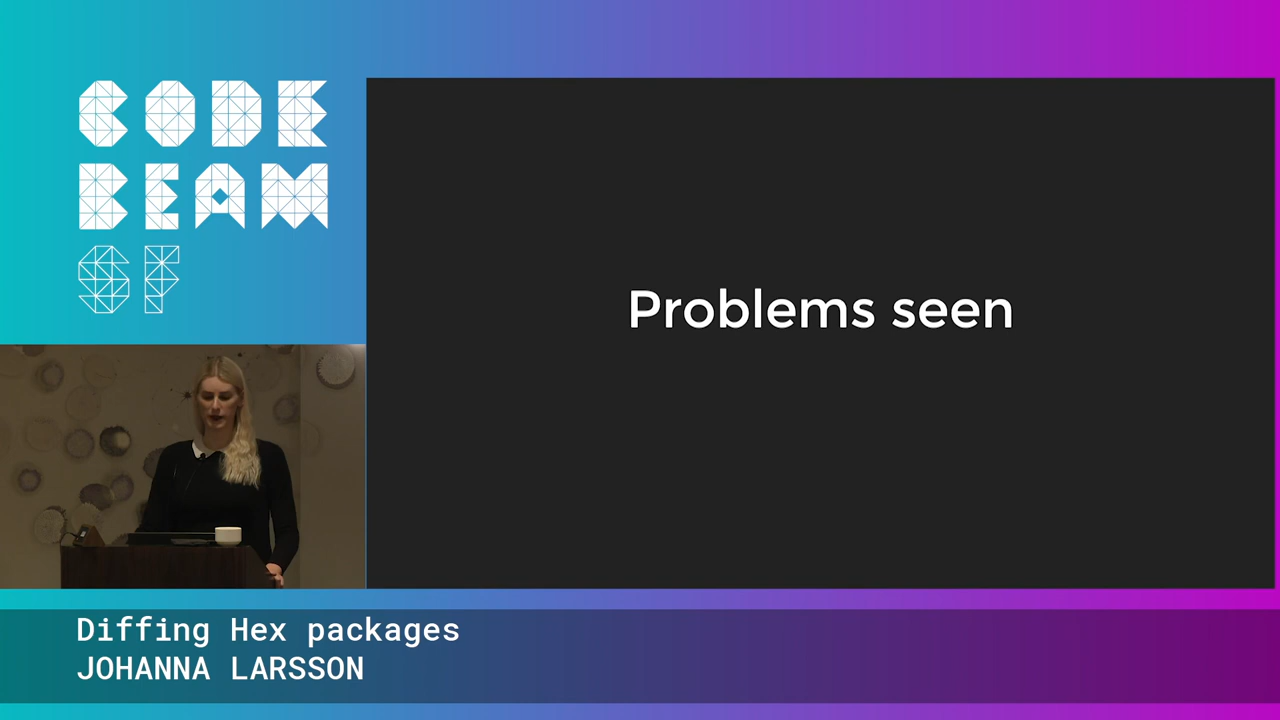 CODE
BEAM
SF
Problems seen
Diffing Hex packages
JOHANNA LARSSON